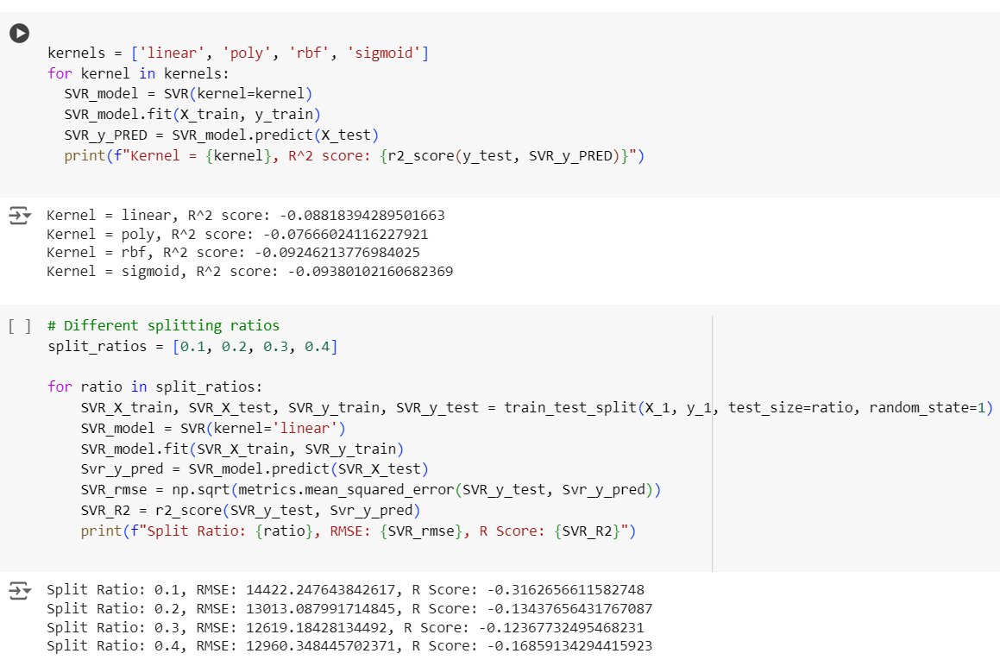 kernels = ['linear', 'poly', 'rbf', 'sigmoid']
for kernel in kernels:
  SVR_model = SVR(kernel=kernel)
  SVR_model.fit(X_train, y_train)
  SVR_y_PRED = SVR_model.predict(X_test)
  print(f"Kernel = {kernel}, R^2 score: {r2_score(y_test, SVR_y_PRED)}")
Kernel = linear, R^2 score: -0.08818394289501663
Kernel = poly, R^2 score: -0.07666024116227921
Kernel = rbf, R^2 score: -0.09246213776984025
Kernel = sigmoid, R^2 score: -0.09380102160682369
[ ] # Different splitting ratios
split_ratios = [0.1, 0.2, 0.3, 0.4]
for ratio in split_ratios:
    SVR_X_train, SVR_X_test, SVR_y_train, SVR_y_test = train_test_split(X_1, y_1, test_size=ratio, random_state=1)
    SVR_model = SVR(kernel='linear')
    SVR_model.fit(SVR_X_train, SVR_y_train)
    Svr_y_pred = SVR_model.predict(SVR_X_test)
    SVR_rmse = np.sqrt(metrics.mean_squared_error(SVR_y_test, Svr_y_pred))
    SVR_R2 = r2_score(SVR_y_test, Svr_y_pred)
    print(f"Split Ratio: {ratio}, RMSE: {SVR_rmse}, R Score: {SVR_R2}")
Split Ratio: 0.1, RMSE: 14422.247643842617, R Score: -0.3162656611582748
Split Ratio: 0.2, RMSE: 13013.087991714845, R Score: -0.13437656431767087
Split Ratio: 0.3, RMSE: 12619.18428134492, R Score: -0.12367732495468231
Split Ratio: 0.4, RMSE: 12960.348445702371, R Score: -0.16859134294415923